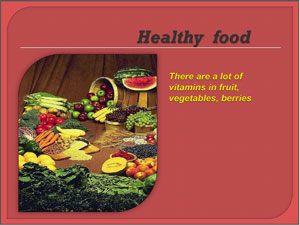 Healthy food
There are a lot of
vitamins in fruit,
vegetables, berries